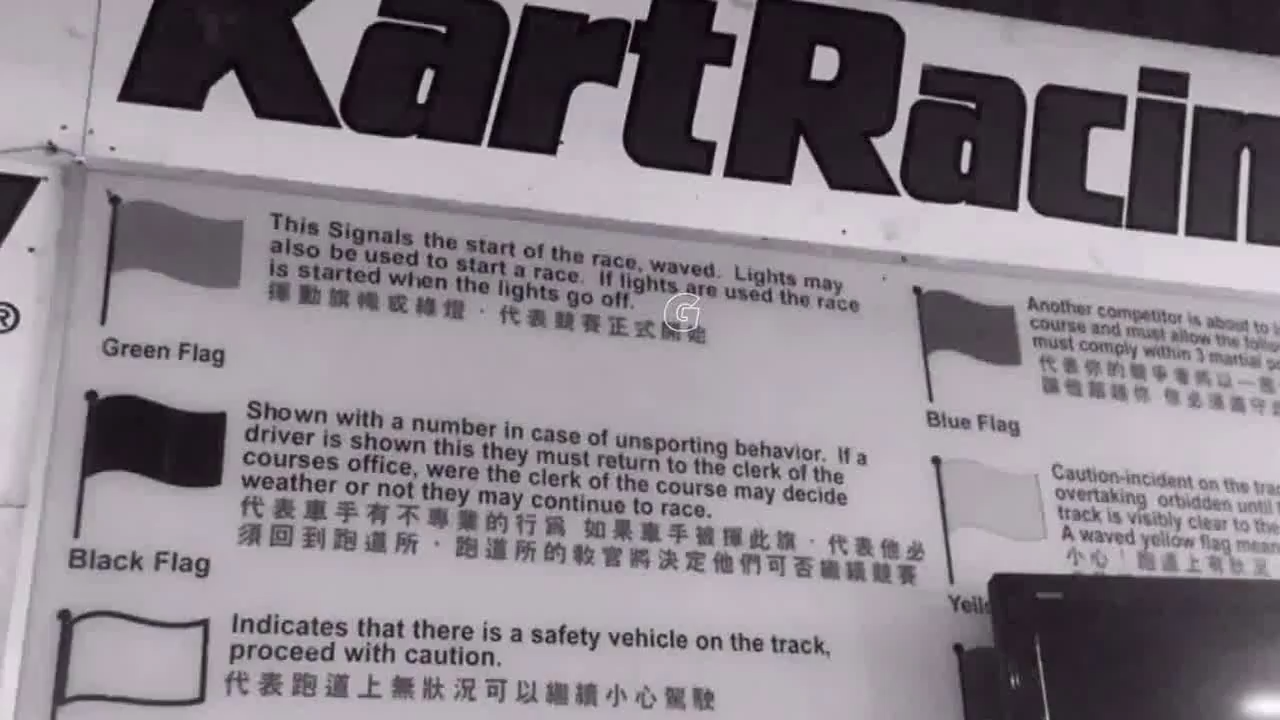 KartRacin
®
This Signals the start of the race, waved. Lights may
also be used to start a race. If lights are used the race
is started when the lights go off.
揮動旗幟或綠燈．代表競賽正式開始
Green Flag
Shown with a number in case of unsporting behavior. If a
driver is shown this they must return to the clerk of the
courses office, were the clerk of the course may decide
weather or not they may continue to race.
代表車手有不專業的行為 如果車手被揮此旗．代表他必
須回到跑道所．跑道所的教官將決定他們可否繼續競賽
Black Flag
Indicates that there is a safety vehicle on the track,
proceed with caution.
代表跑道上無狀況可以繼續小心駕駛
Another competitor is about to
course and must allow the
must comply within 3 martial
代表你的競爭者將以一
Blue Flag
Caution-incident on the
overtaking orbidden until
track is visibly clear to the
A waved yellow flag
小心！跑道上有狀況
G